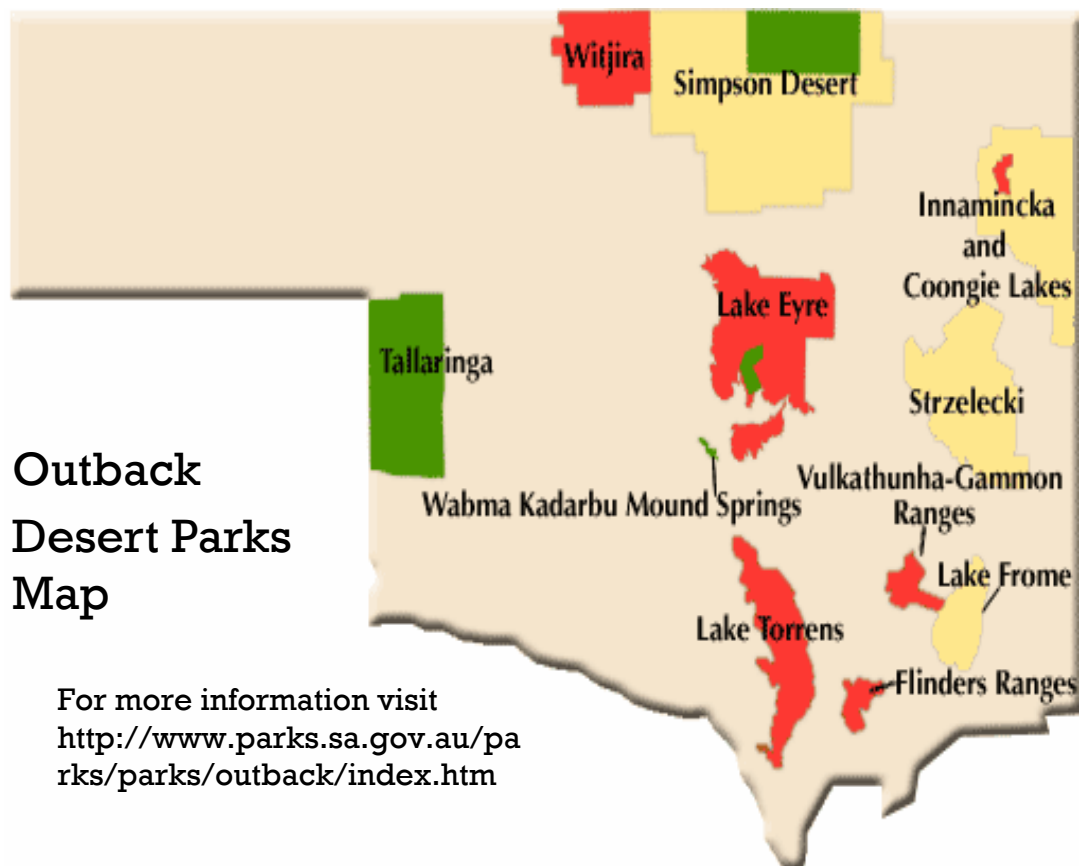 Witjira
Simpson Desert
Innamincka
and
Coongie Lakes
Lake Eyre
Tallaringa
Strzelecki
Vulkathunha-Gammon
Ranges
Wabma Kadarbu Mound Springs
Lake Frome
Lake Torrens
Flinders Ranges
Outback
Desert Parks
Map
For more information visit
http://www.parks.sa.gov.au/pa
rks/parks/outback/index.htm